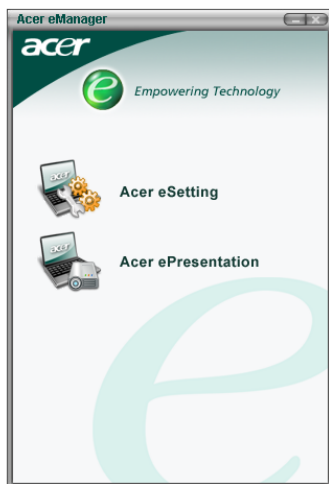 Acer eManager
acer
e Empowering Technology
Acer eSetting
Acer ePresentation